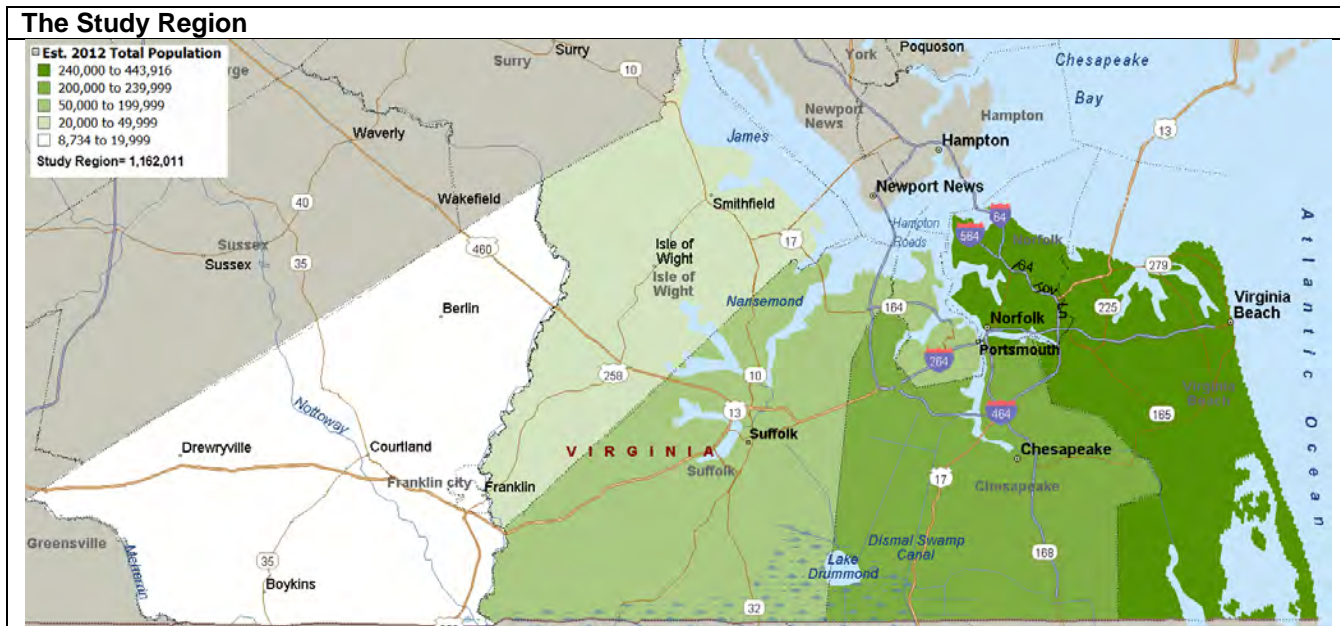 The Study Region
Est. 2012 Total Population
240,000 to 443,916
200,000 to 239,999
50,000 to 199,999
20,000 to 49,999
8,734 to 19,999
Study Region= 1,162,011
Surry
Surry
10
York
Poquoson
Chesapeake
Bay
13
Waverly
Newport
News
Hampton
James
Hampton
Wakefield
Newport News
40
Smithfield
Hampton
Roads
64
564
Norfolk
Sussex
Sussex
35
460
17
Isle of
Wight
Isle of
Wight
64
279
Berlin
Nansemond
164
225
Norfolk
Virginia
Beach
Portsmouth
264
258
10
Virginia
Beach
Nottoway
13
464
165
Drewryville
Courtland
VIRGINIA
Suffolk
Suffolk
Chesapeake
Chesapeake
17
Franklin city
Franklin
Greensville
Meherrin
35
Boykins
Dismal Swamp
Canal
Lake
Drummond
168
32
Atlantic Ocean